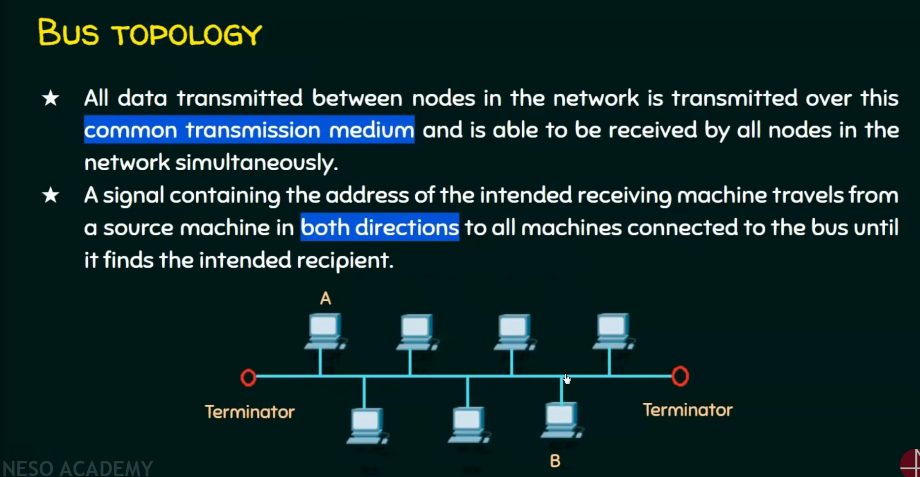 BUS TOPOLOGY
★ All data transmitted between nodes in the network is transmitted over this
common transmission medium and is able to be received by all nodes in the
network simultaneously.
★ A signal containing the address of the intended receiving machine travels from
a source machine in both directions to all machines connected to the bus until
it finds the intended recipient.
A
Terminator
Terminator
B
NESO ACADEMY